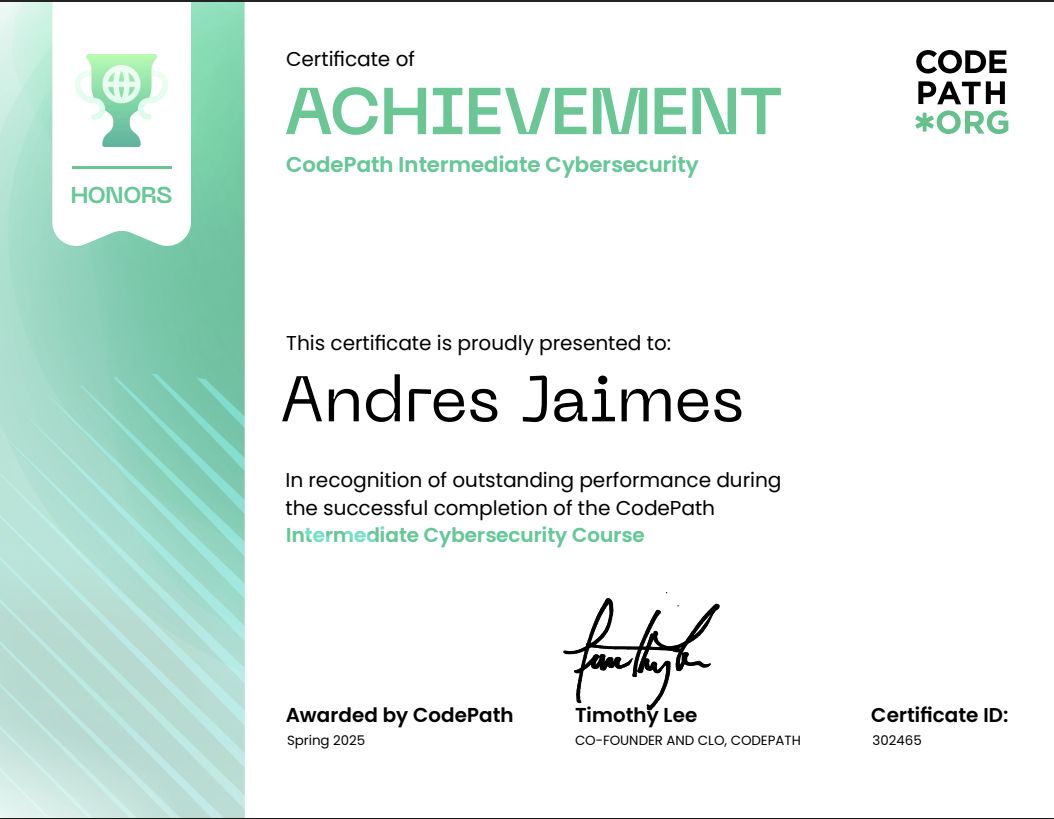 HONORS
Certificate of
ACHIEVEMENT
CodePath Intermediate Cybersecurity
CODE
PATH
*ORG
This certificate is proudly presented to:
Andres Jaimes
In recognition of outstanding performance during
the successful completion of the CodePath
Intermediate Cybersecurity Course
Awarded by CodePath
Spring 2025
Timothy Lee
CO-FOUNDER AND CLO, CODEPATH
Certificate ID:
302465